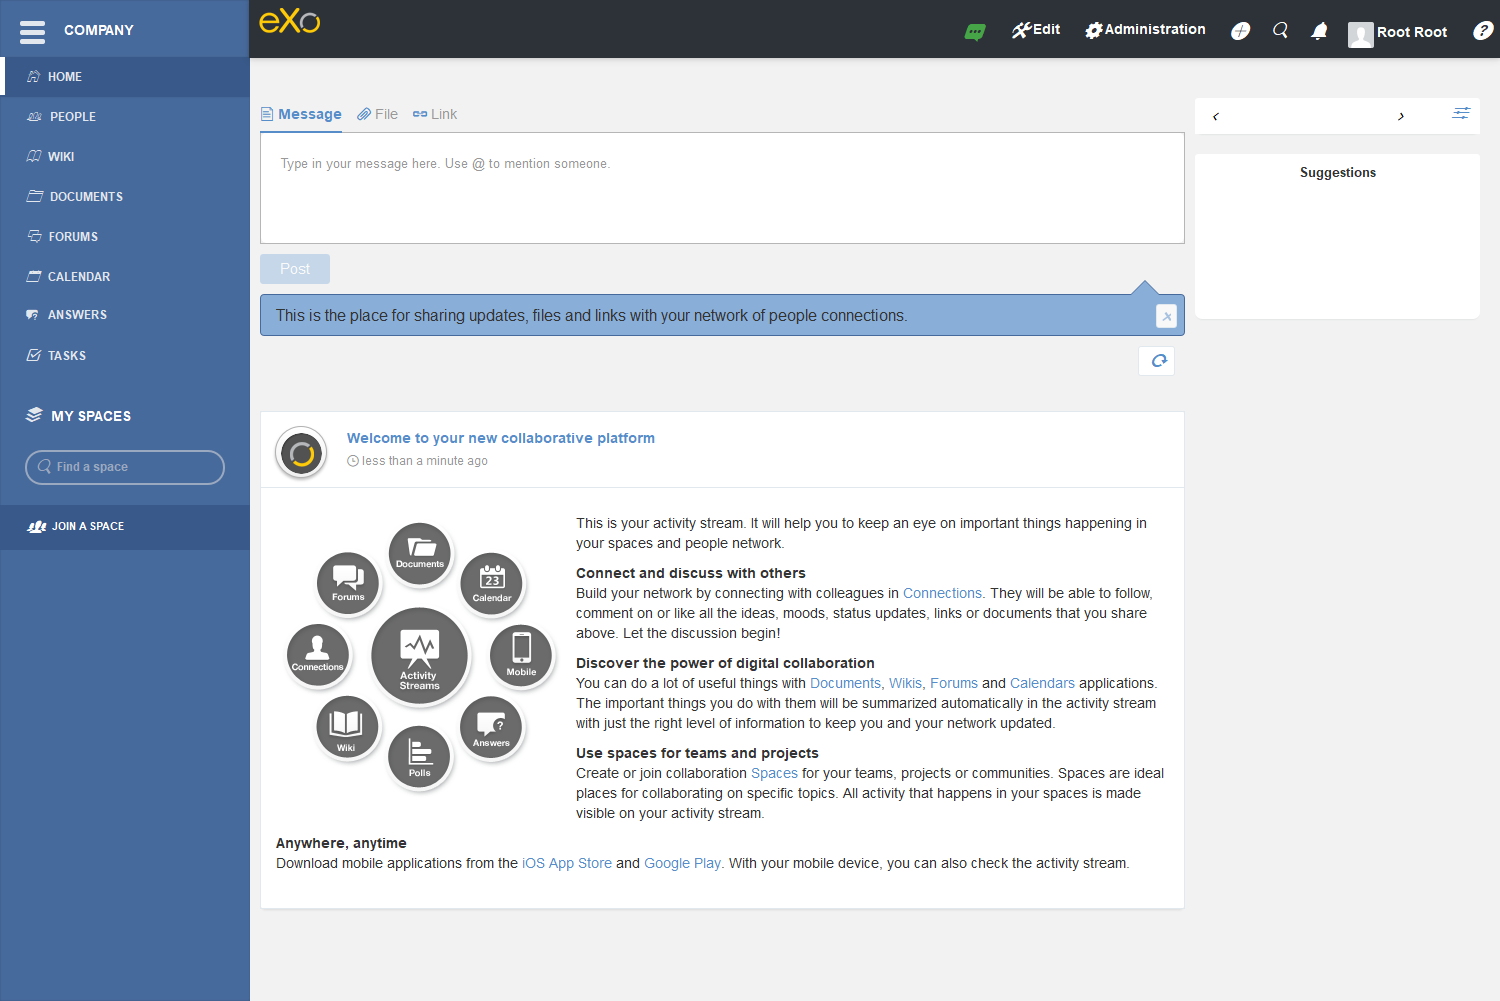 COMPANY
eXo
Edit
Administration
Root Root
?
HOME
PEOPLE
WIKI
DOCUMENTS
FORUMS
CALENDAR
ANSWERS
TASKS
MY SPACES
Find a space
JOIN A SPACE
Message
File
Link
Type in your message here. Use @ to mention someone.
Post
This is the place for sharing updates, files and links with your network of people connections.
x
Suggestions
Welcome to your new collaborative platform
less than a minute ago
Documents
Forums
23
Calendar
Connections
Activity
Streams
Mobile
Wiki
?
Answers
Polls
This is your activity stream. It will help you to keep an eye on important things happening in
your spaces and people network.
Connect and discuss with others
Build your network by connecting with colleagues in Connections. They will be able to follow,
comment on or like all the ideas, moods, status updates, links or documents that you share
above. Let the discussion begin!
Discover the power of digital collaboration
You can do a lot of useful things with Documents, Wikis, Forums and Calendars applications.
The important things you do with them will be summarized automatically in the activity stream
with just the right level of information to keep you and your network updated.
Use spaces for teams and projects
Create or join collaboration Spaces for your teams, projects or communities. Spaces are ideal
places for collaborating on specific topics. All activity that happens in your spaces is made
visible on your activity stream.
Anywhere, anytime
Download mobile applications from the iOS App Store and Google Play. With your mobile device, you can also check the activity stream.